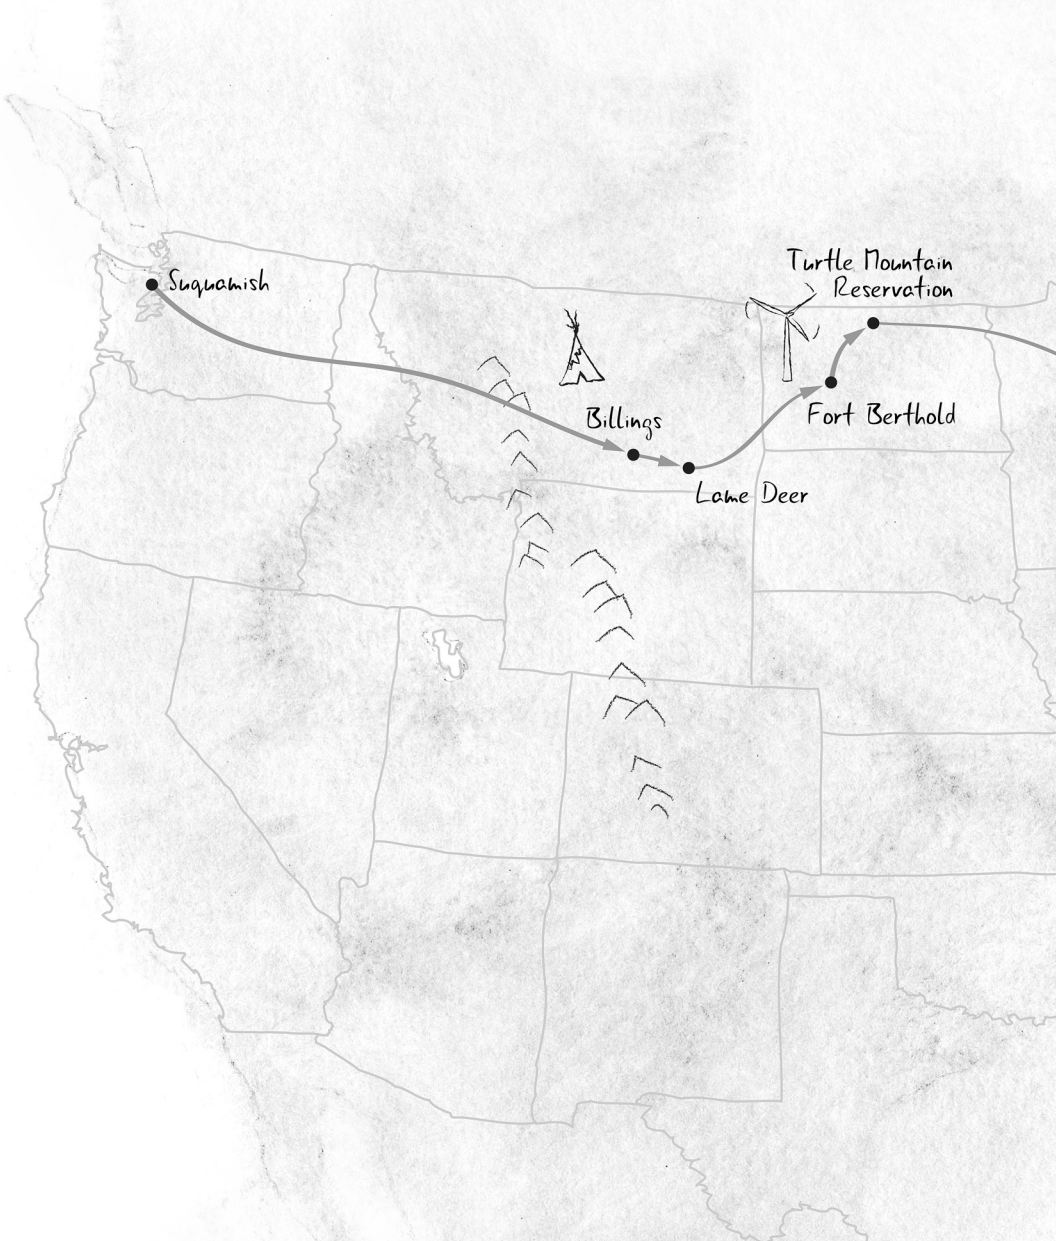 Turtle Mountain
Reservation
Suquamish
Fort Berthold
Billings
Lame Deer